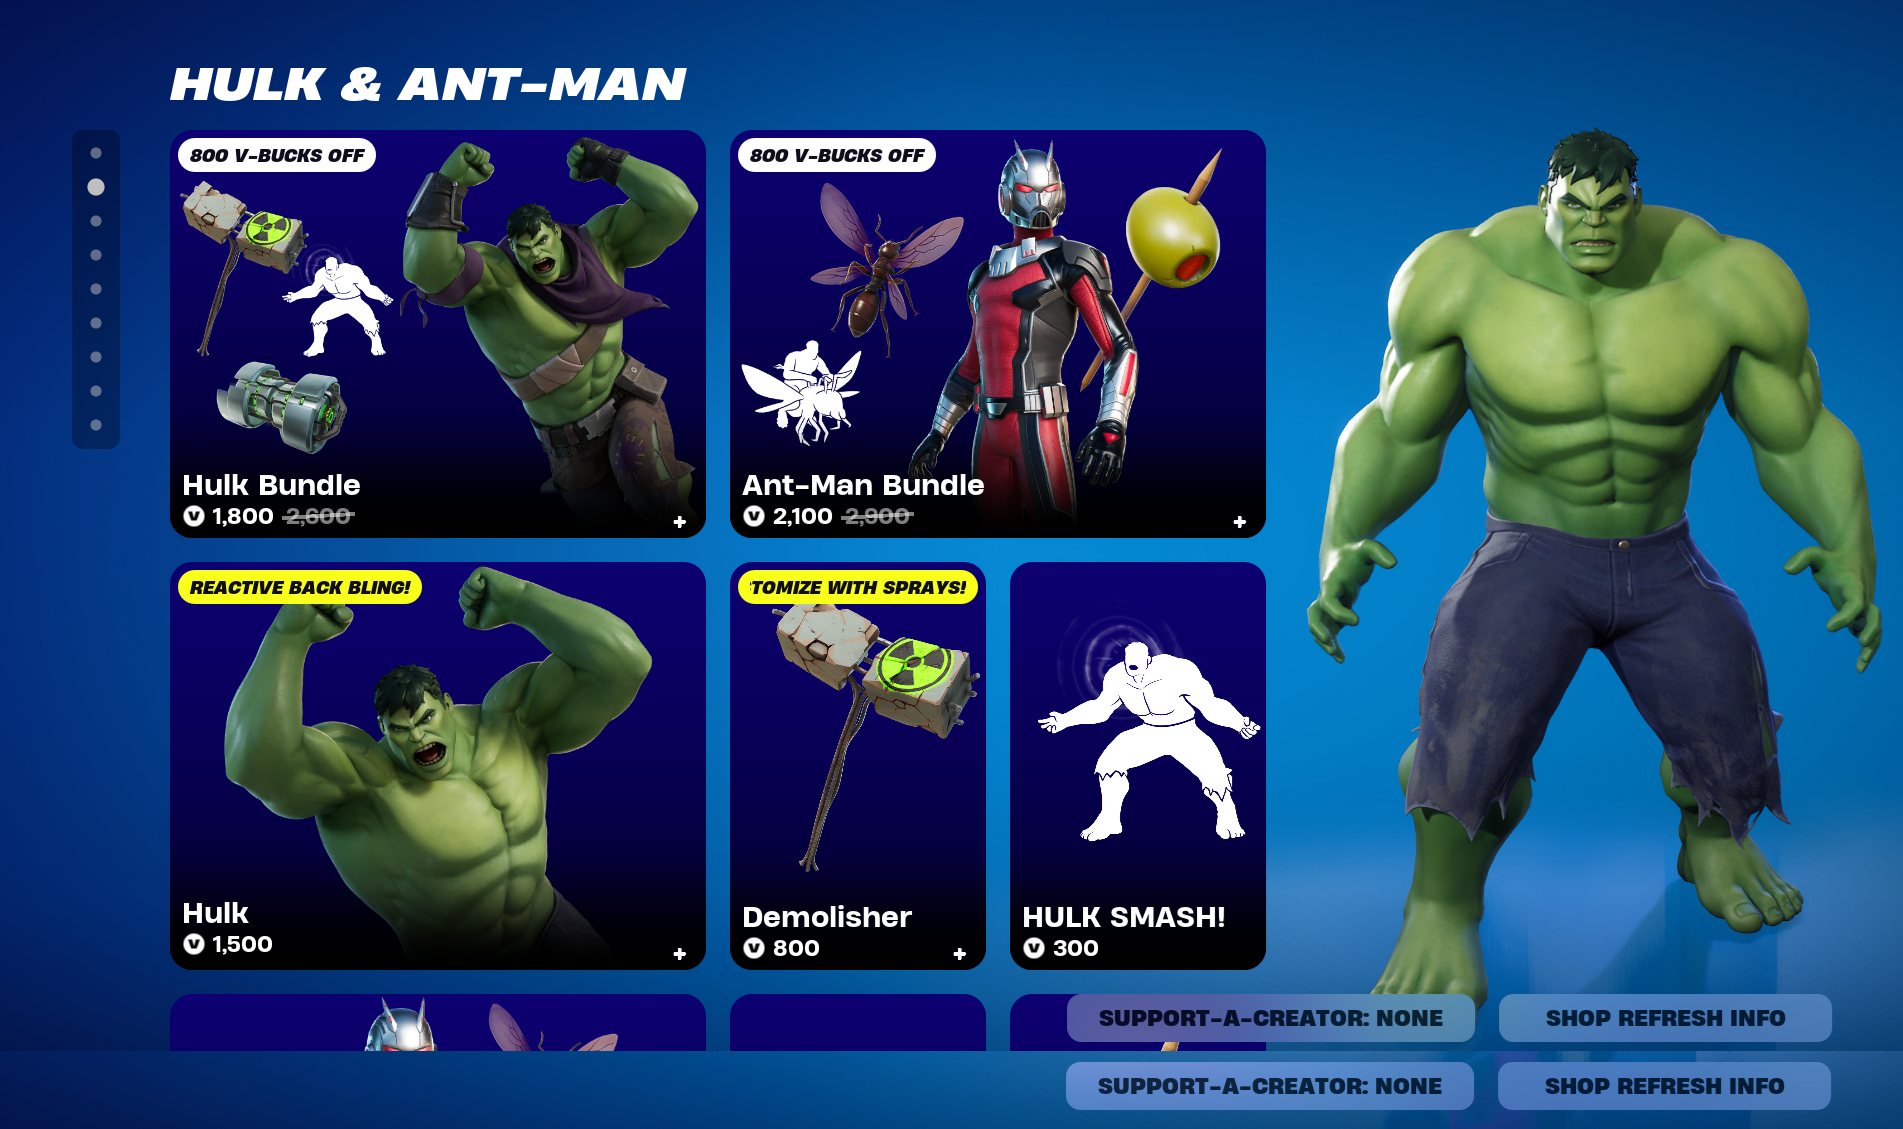 HULK & ANT-MAN
800 V-BUCKS OFF
Hulk Bundle
1,800 2,600
800 V-BUCKS OFF
Ant-Man Bundle
2,100 2,900
REACTIVE BACK BLING!
Hulk
1,500
TOMIZE WITH SPRAYS!
Demolisher
800
HULK SMASH!
300
SUPPORT-A-CREATOR: NONE
SHOP REFRESH INFO
SUPPORT-A-CREATOR: NONE
SHOP REFRESH INFO